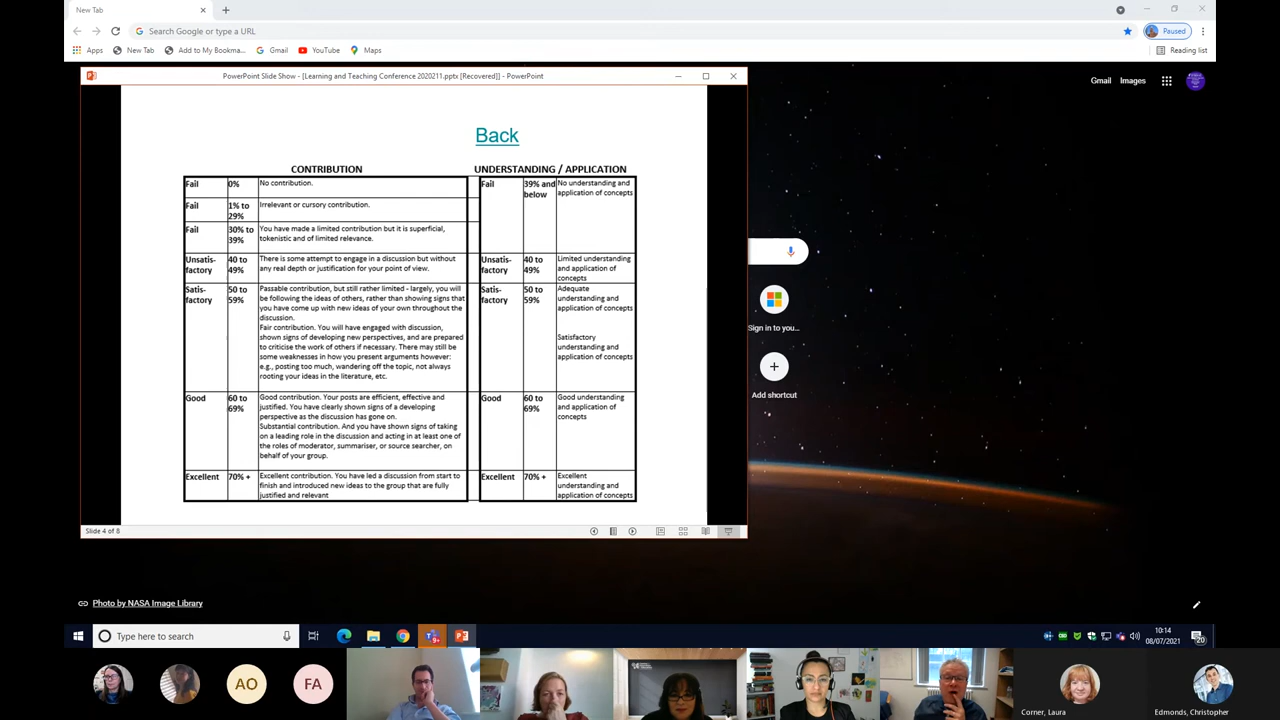 New Tab
Search Google or type a URL
Paused
Apps
New Tab
Add to My Bookma...
Gmail
YouTube
Maps
Reading list
PowerPoint Slide Show - [Learning and Teaching Conference 2020211.pptx [Recovered]] - PowerPoint
Gmail
Images
Back
CONTRIBUTION
UNDERSTANDING / APPLICATION
Fail
0%
No contribution.
Fail
39% and
below
No understanding and
application of concepts
Fail
1% to
29%
Irrelevant or cursory contribution.
Fail
30% to
39%
You have made a limited contribution but it is superficial,
tokenistic and of limited relevance.
Unsatis-
factory
40 to
49%
There is some attempt to engage in a discussion but without
any real depth or justification for your point of view.
Unsatis-
factory
40 to
49%
Limited understanding
and application of
concepts
Satis-
factory
50 to
59%
Passable contribution, but still rather limited - largely, you will
be following the ideas of others, rather than showing signs that
you have come up with new ideas of your own throughout the
discussion.
Fair contribution. You will have engaged with discussion,
shown signs of developing new perspectives, and are prepared
to criticise the work of others if necessary. There may still be
some weaknesses in how you present arguments however:
e.g., posting too much, wandering off the topic, not always
rooting your ideas in the literature, etc.
Satis-
factory
50 to
59%
Adequate
understanding and
application of concepts
Satisfactory
understanding and
application of concepts
Good
60 to
69%
Good contribution. Your posts are efficient, effective and
justified. You have clearly shown signs of a developing
perspective as the discussion has gone on.
Substantial contribution. And you have shown signs of taking
on a leading role in the discussion and acting in at least one of
the roles of moderator, summariser, or source searcher, on
behalf of your group.
Good
60 to
69%
Good understanding
and application of
concepts
Excellent
70% +
Excellent contribution. You have led a discussion from start to
finish and introduced new ideas to the group that are fully
justified and relevant
Excellent
70% +
Excellent
understanding and
application of concepts
Sign in to you...
Add shortcut
Slide 4 of 8
Photo by NASA Image Library
Type here to search
9+
10:14
08/07/2021
20
AO
FA
Corner, Laura
Edmonds, Christopher